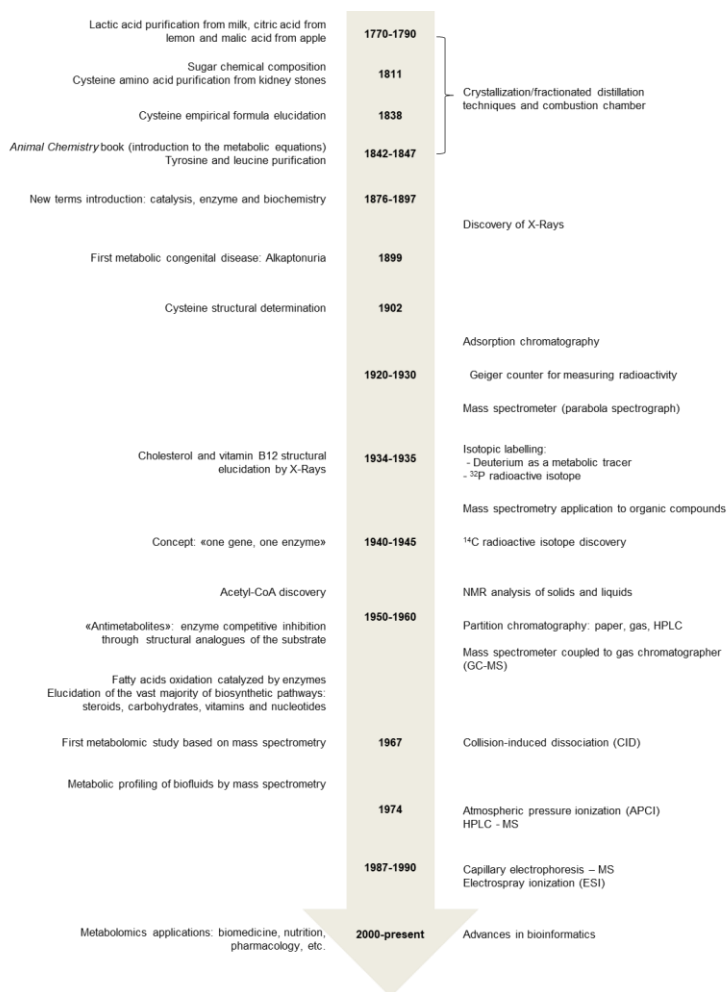 Lactic acid purification from milk, citric acid from
lemon and malic acid from apple
1770-1790
Sugar chemical composition
Cysteine amino acid purification from kidney stones
1811
Crystallization/fractionated distillation
techniques and combustion chamber
Cysteine empirical formula elucidation
1838
Animal Chemistry book (introduction to the metabolic equations)
Tyrosine and leucine purification
1842-1847
New terms introduction: catalysis, enzyme and biochemistry
1876-1897
Discovery of X-Rays
First metabolic congenital disease: Alkaptonuria
1899
Cysteine structural determination
1902
Adsorption chromatography
1920-1930
Geiger counter for measuring radioactivity
Mass spectrometer (parabola spectrograph)
Cholesterol and vitamin B12 structural
elucidation by X-Rays
1934-1935
Isotopic labelling:
- Deuterium as a metabolic tracer
- ³²P radioactive isotope
Mass spectrometry application to organic compounds
Concept: «one gene, one enzyme»
1940-1945
¹⁴C radioactive isotope discovery
Acetyl-CoA discovery
NMR analysis of solids and liquids
1950-1960
«Antimetabolites»: enzyme competitive inhibition
through structural analogues of the substrate
Partition chromatography: paper, gas, HPLC
Mass spectrometer coupled to gas chromatographer
(GC-MS)
Fatty acids oxidation catalyzed by enzymes
Elucidation of the vast majority of biosynthetic pathways:
steroids, carbohydrates, vitamins and nucleotides
First metabolomic study based on mass spectrometry
1967
Collision-induced dissociation (CID)
Metabolic profiling of biofluids by mass spectrometry
1974
Atmospheric pressure ionization (APCI)
HPLC - MS
1987-1990
Capillary electrophoresis – MS
Electrospray ionization (ESI)
Metabolomics applications: biomedicine, nutrition,
pharmacology, etc.
2000-present
Advances in bioinformatics